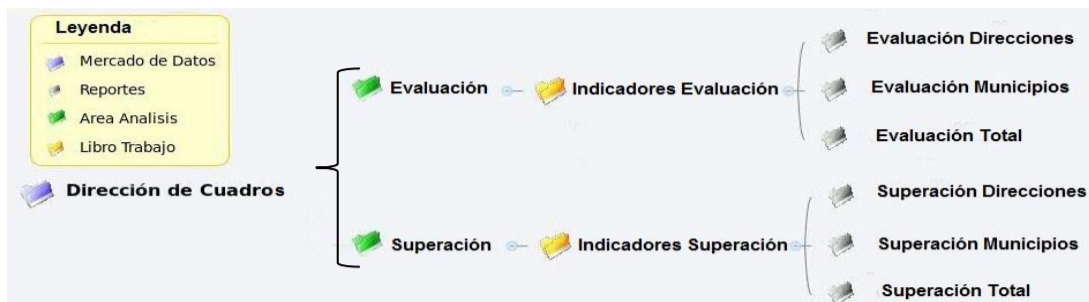 Leyenda
Mercado de Datos
Reportes
Area Analisis
Libro Trabajo
Dirección de Cuadros
Evaluación
Indicadores Evaluación
Evaluación Direcciones
Evaluación Municipios
Evaluación Total
Superación
Indicadores Superación
Superación Direcciones
Superación Municipios
Superación Total